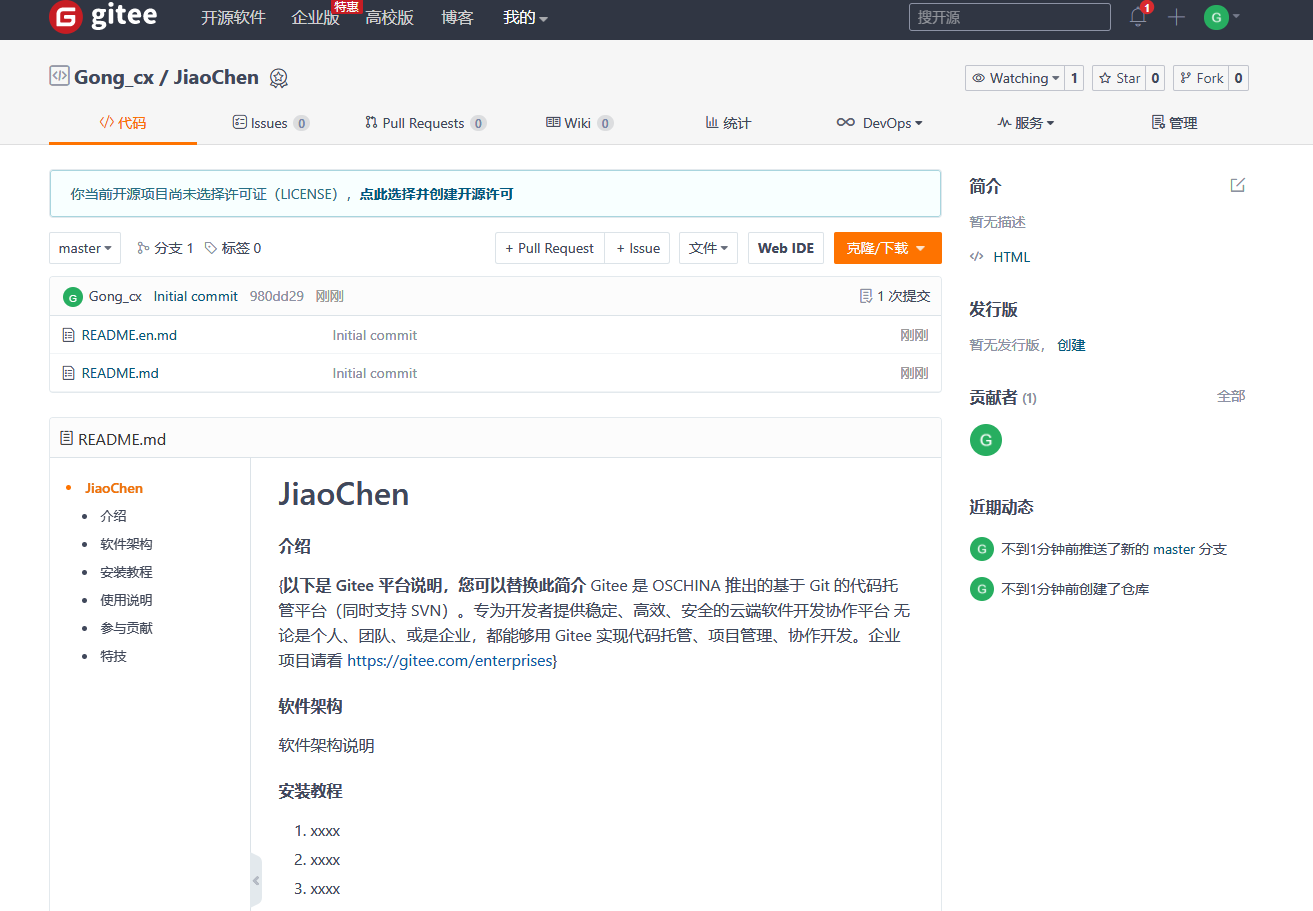 gitee 开源软件 企业版 特惠 高校版 博客 我的 搜开源 1 G
Gong_cx / JiaoChen Watching 1 Star 0 Fork 0
代码 Issues 0 Pull Requests 0 Wiki 0 统计 DevOps 服务 管理
你当前开源项目尚未选择许可证（LICENSE），点此选择并创建开源许可
master 分支 1 标签 0 + Pull Request + Issue 文件 Web IDE 克隆/下载
G Gong_cx Initial commit 980dd29 刚刚 1 次提交
README.en.md Initial commit 刚刚
README.md Initial commit 刚刚
README.md
JiaoChen
介绍
软件架构
安装教程
使用说明
参与贡献
特技
JiaoChen
介绍
{以下是 Gitee 平台说明，您可以替换此简介 Gitee 是 OSCHINA 推出的基于 Git 的代码托
管平台（同时支持 SVN）。专为开发者提供稳定、高效、安全的云端软件开发协作平台 无
论是个人、团队、或是企业，都能够用 Gitee 实现代码托管、项目管理、协作开发。企业
项目请看 https://gitee.com/enterprises}
软件架构
软件架构说明
安装教程
1. xxxx
2. xxxx
3. xxxx
简介
暂无描述
HTML
发行版
暂无发行版， 创建
贡献者 (1) 全部
G
近期动态
G 不到1分钟前推送了新的 master 分支
G 不到1分钟前创建了仓库